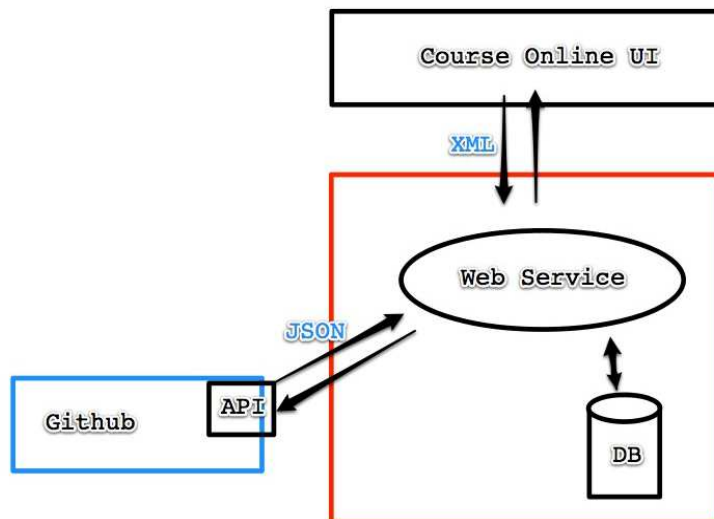 Course Online UI
XML
Web Service
JSON
API
Github
DB